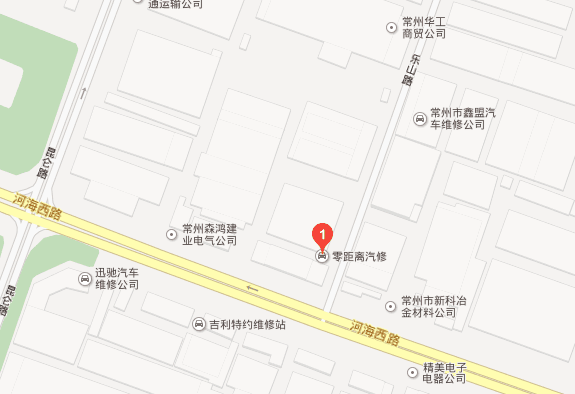 通运输公司
常州华工
商贸公司
乐山路
常州市鑫盟汽
车维修公司
昆仑路
河海西路
常州森鸿建
业电气公司
1
零距离汽修
迅驰汽车
维修公司
昆仑路
常州市新科冶
金材料公司
吉利特约维修站
河海西路
精美电子
电器公司